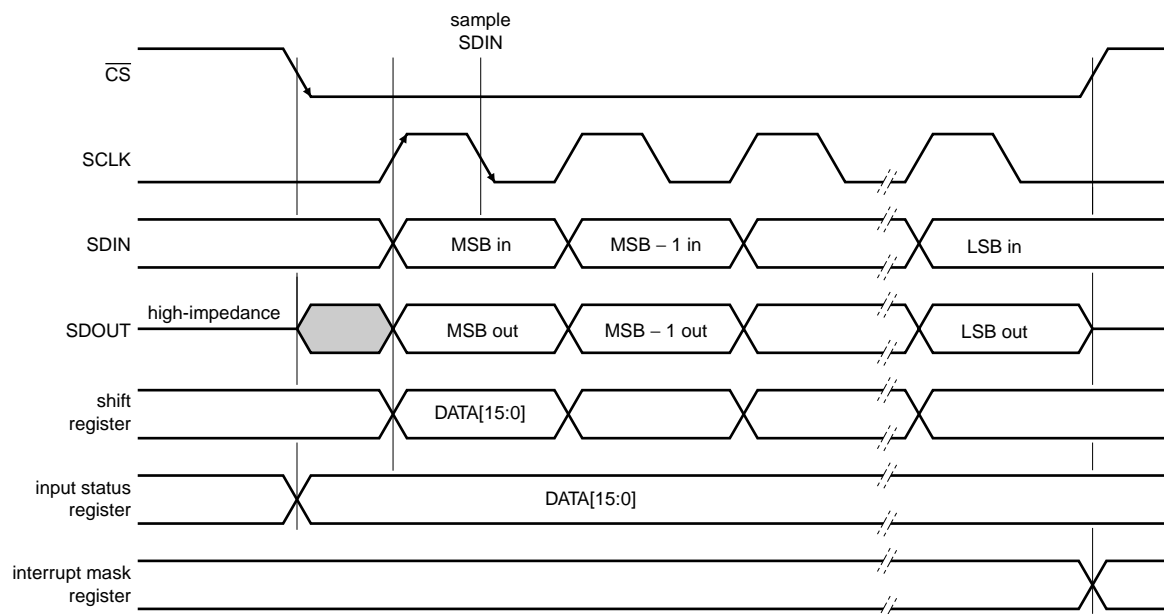 sample
SDIN
CS
SCLK
SDIN
MSB in
MSB − 1 in
LSB in
high-impedance
SDOUT
MSB out
MSB − 1 out
LSB out
shift
register
DATA[15:0]
input status
register
DATA[15:0]
interrupt mask
register